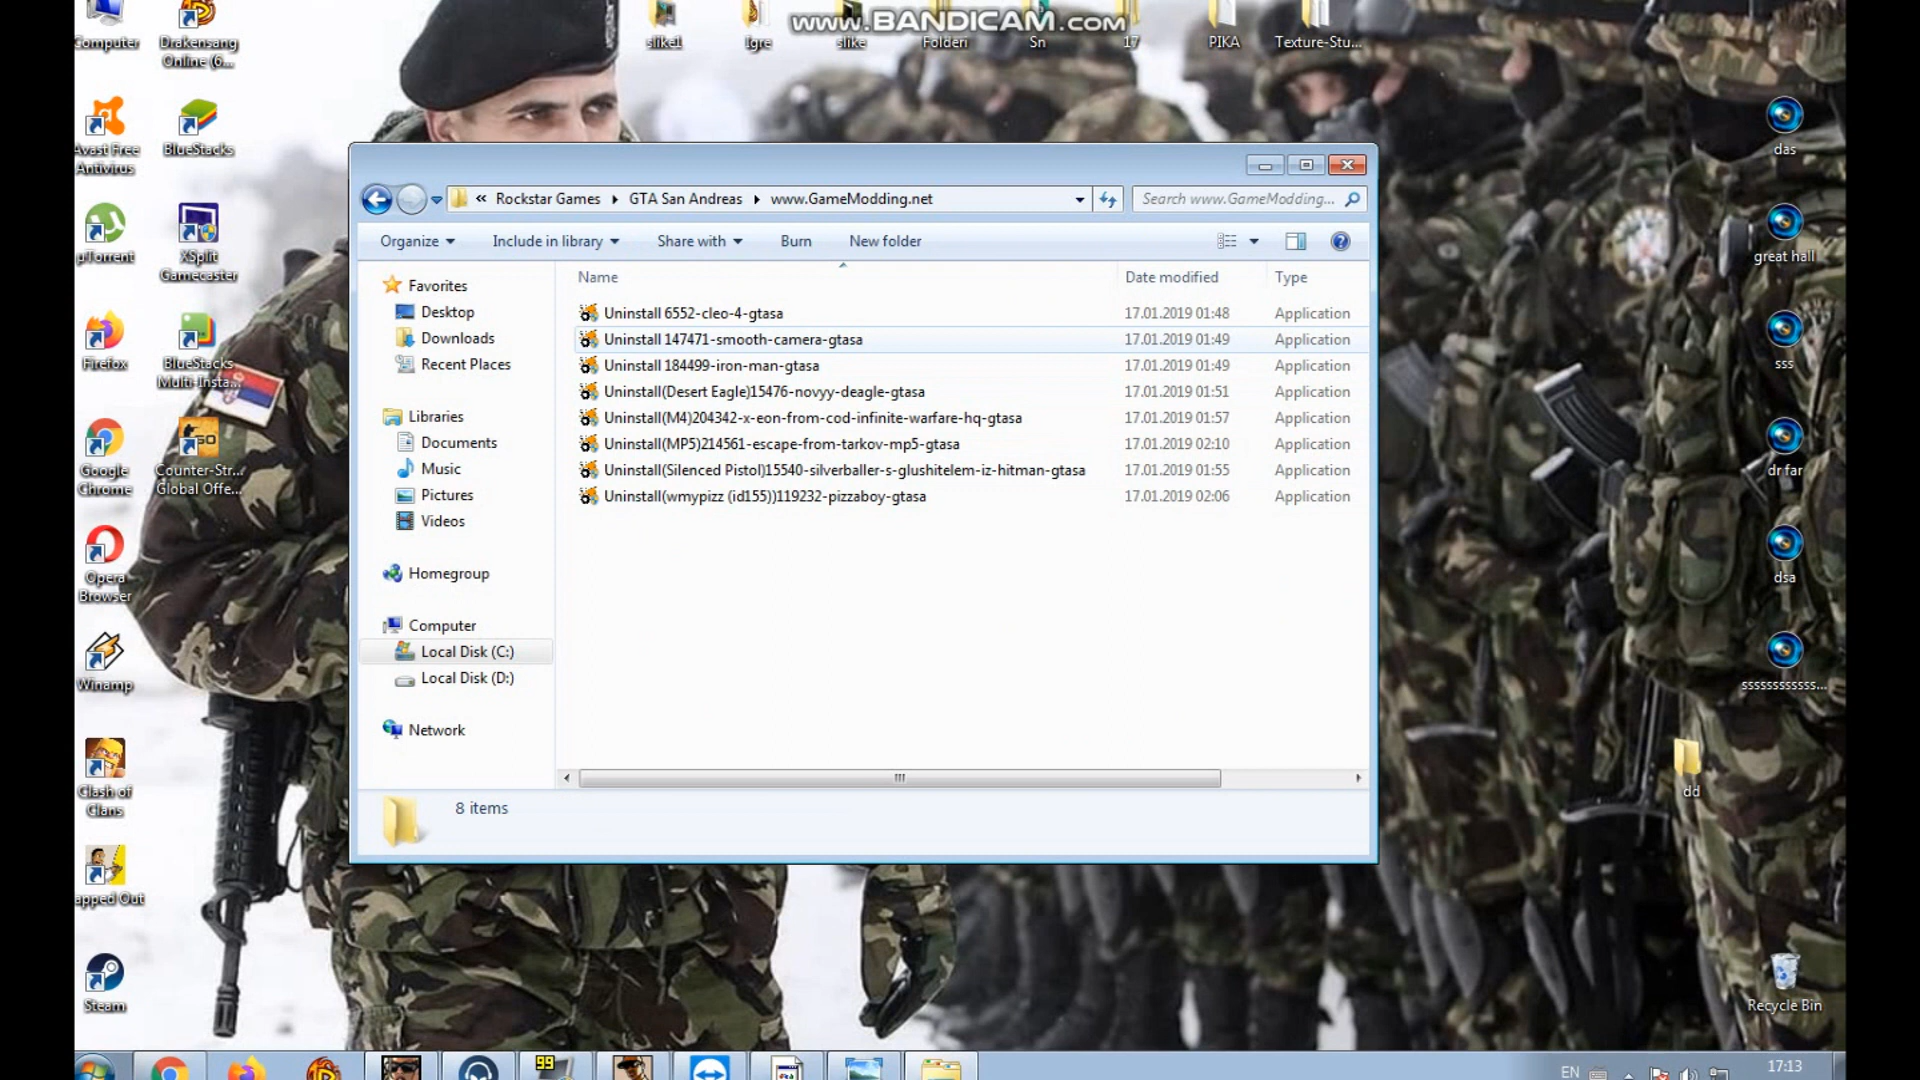 www.BANDICAM.com
Computer
Drakensang
Online (6...
slike1
Igre
slike
Folderi
Sn
17
PIKA
Texture-Stu...
Avast Free
Antivirus
BlueStacks
µTorrent
XSplit
Gamecaster
Firefox
BlueStacks
Multi-Insta...
Google
Chrome
Counter-Str...
Global Offe...
GO
Opera
Browser
Winamp
Clash of
Clans
apped Out
Steam
« Rockstar Games ▸ GTA San Andreas ▸ www.GameModding.net
Search www.GameModding...
Organize
Include in library
Share with
Burn
New folder
Favorites
Desktop
Downloads
Recent Places
Libraries
Documents
Music
Pictures
Videos
Homegroup
Computer
Local Disk (C:)
Local Disk (D:)
Network
Name Date modified Type
Uninstall 6552-cleo-4-gtasa 17.01.2019 01:48 Application
Uninstall 147471-smooth-camera-gtasa 17.01.2019 01:49 Application
Uninstall 184499-iron-man-gtasa 17.01.2019 01:49 Application
Uninstall(Desert Eagle)15476-novyy-deagle-gtasa 17.01.2019 01:51 Application
Uninstall(M4)204342-x-eon-from-cod-infinite-warfare-hq-gtasa 17.01.2019 01:57 Application
Uninstall(MP5)214561-escape-from-tarkov-mp5-gtasa 17.01.2019 02:10 Application
Uninstall(Silenced Pistol)15540-silverballer-s-glushitelem-iz-hitman-gtasa 17.01.2019 01:55 Application
Uninstall(wmypizz (id155))119232-pizzaboy-gtasa 17.01.2019 02:06 Application
8 items
das
great hall
sss
dr far
dsa
ssssssssssss...
dd
Recycle Bin
99
EN
17:13